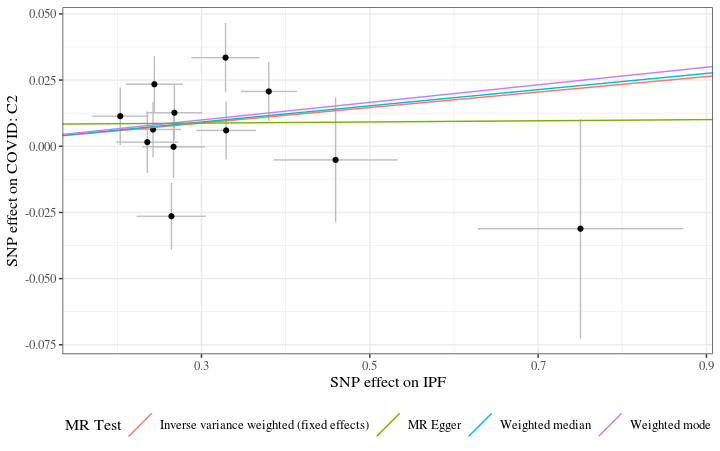 0.050
0.025
0.000
-0.025
-0.050
-0.075
SNP effect on COVID: C2
0.3
0.5
0.7
0.9
SNP effect on IPF
MR Test
Inverse variance weighted (fixed effects)
MR Egger
Weighted median
Weighted mode